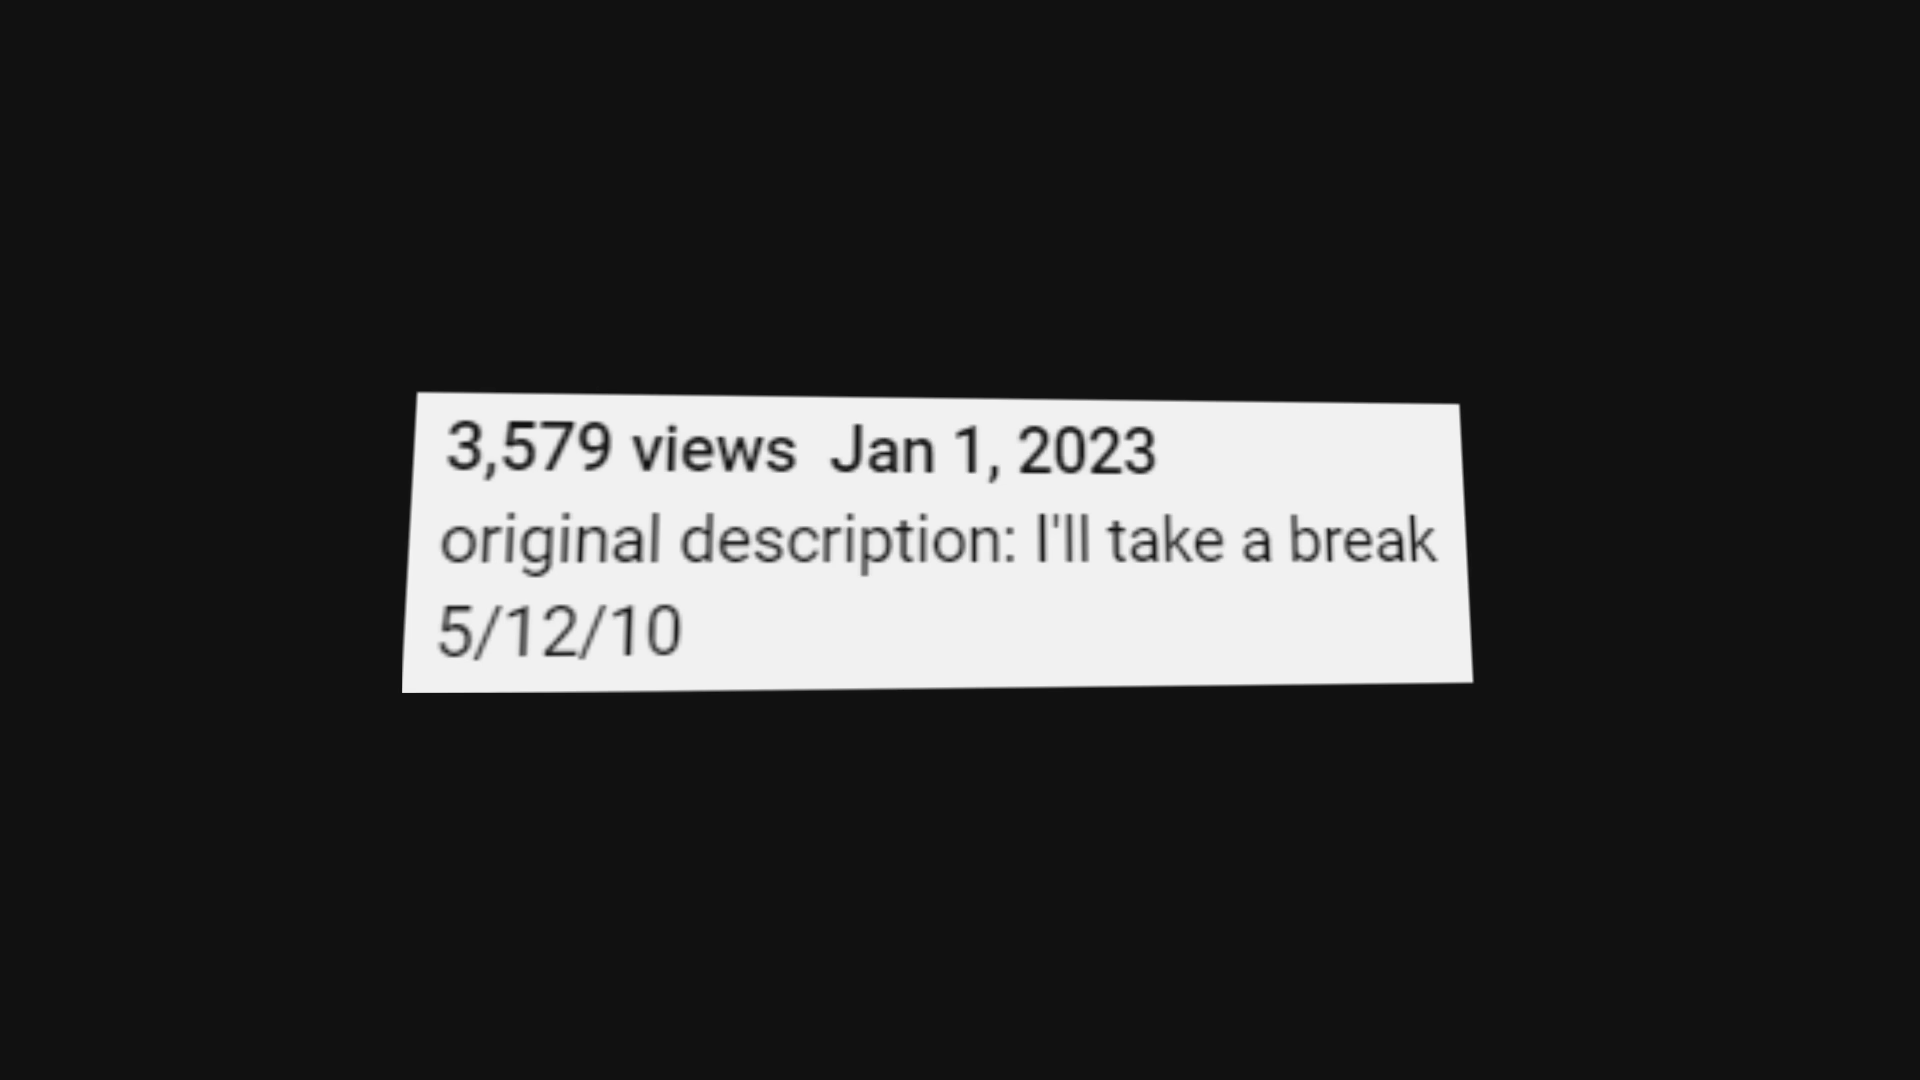 3,579 views  Jan 1, 2023
original description: I'll take a break
5/12/10